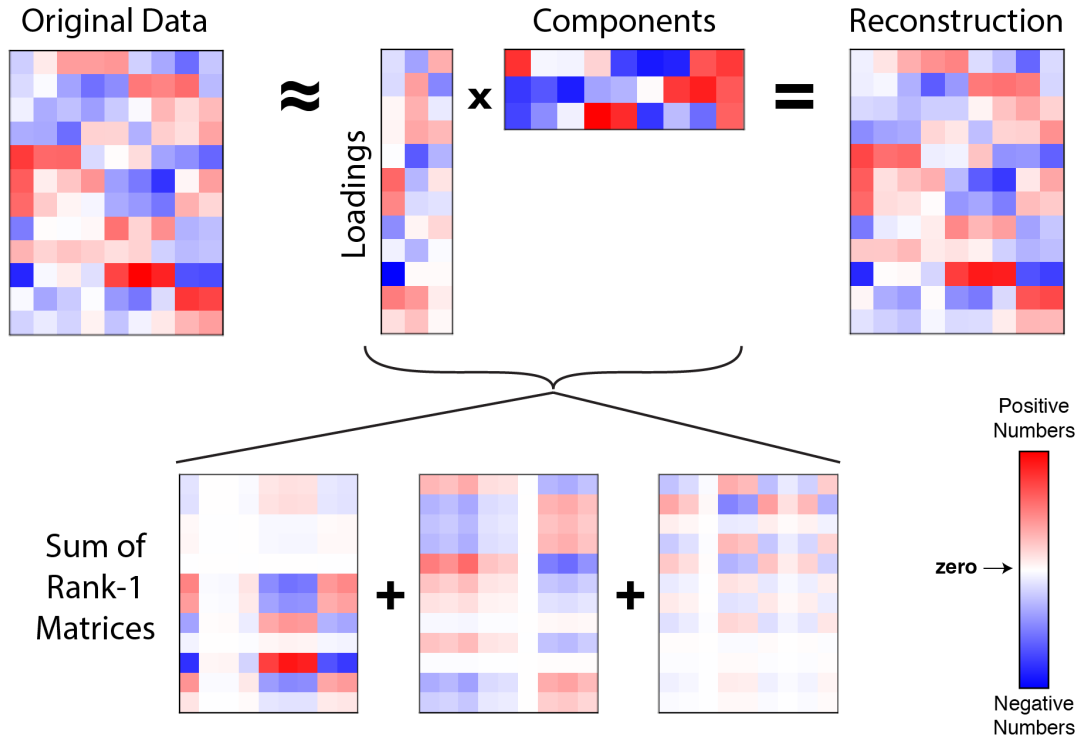 Original Data
Components
Reconstruction
≈
x
=
Loadings
Positive
Numbers
Sum of
Rank-1
Matrices
+
+
zero →
Negative
Numbers